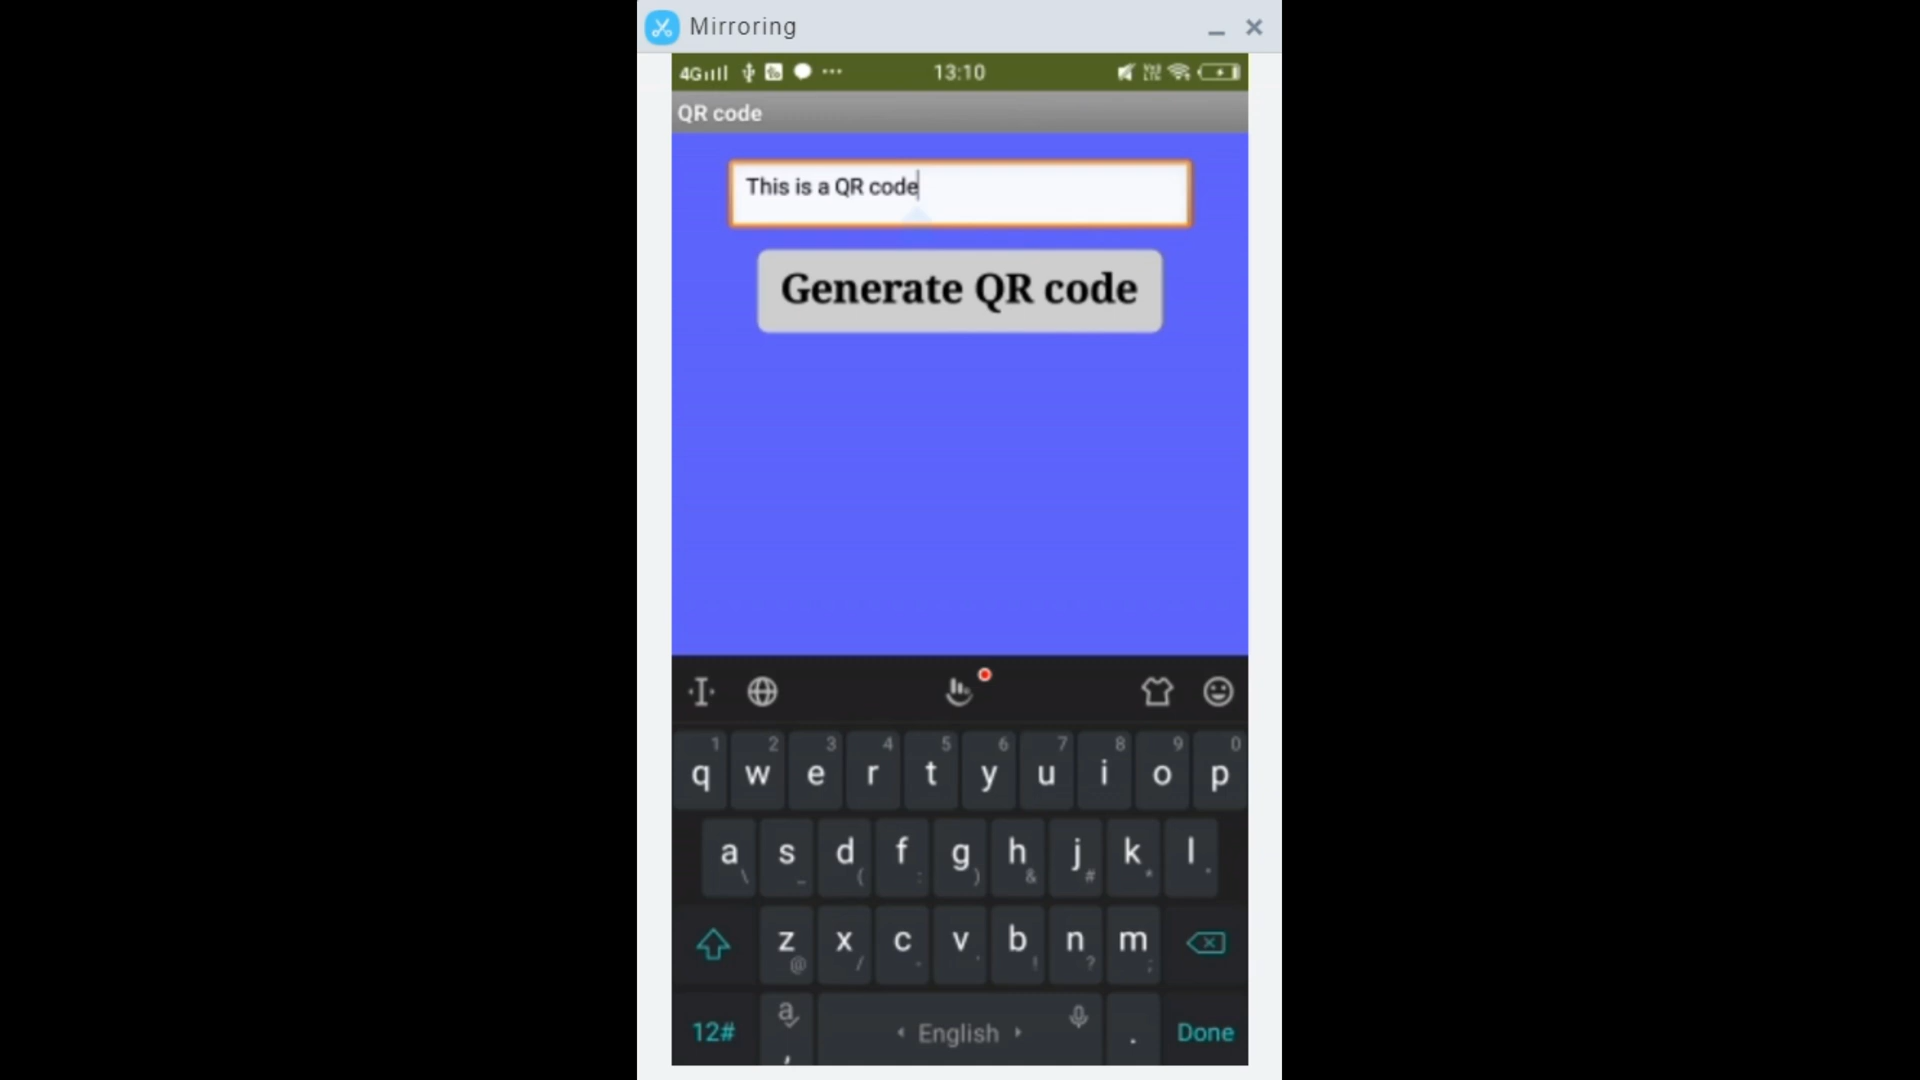 Mirroring
4G 13:10
QR code
This is a QR code
Generate QR code
1 2 3 4 5 6 7 8 9 0
q w e r t y u i o p
a s d f g h j k l
\ _ ( : ) & # *
z x c v b n m
@ / - ' ! ? ;
12# a , English . Done